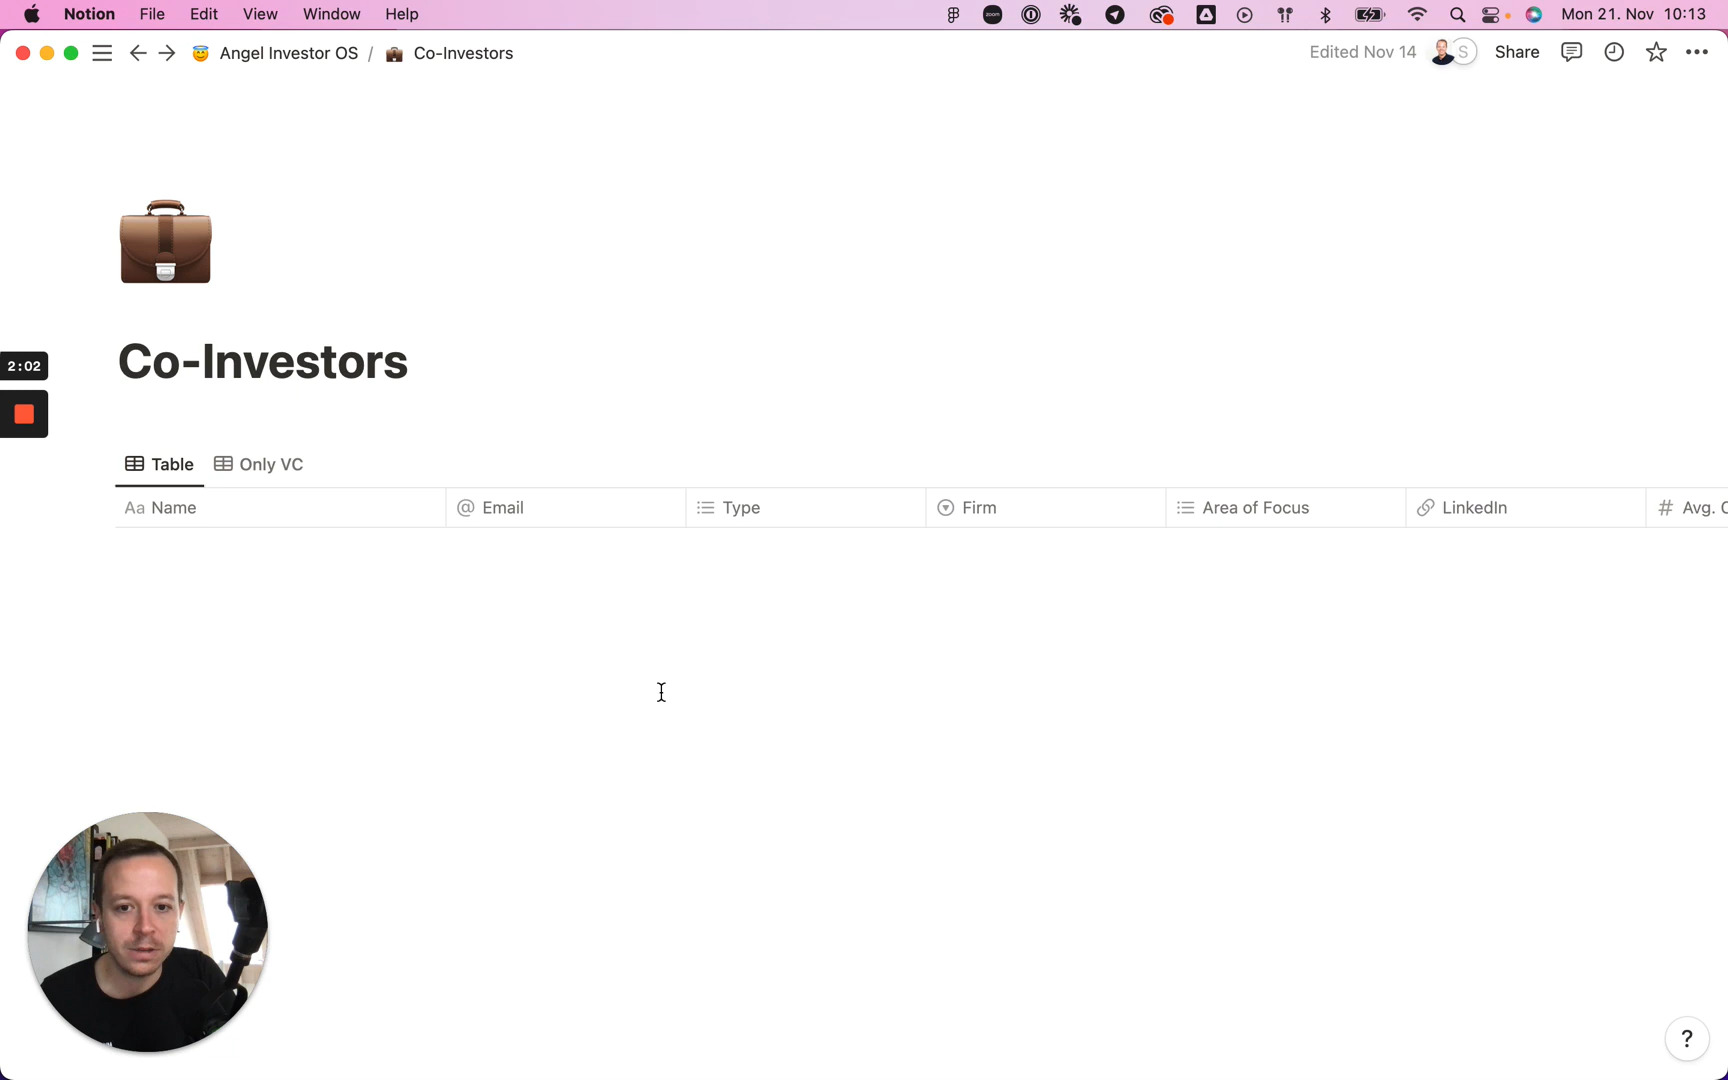 Notion File Edit View Window Help zoom Mon 21. Nov 10:13
Angel Investor OS / Co-Investors Edited Nov 14 S Share
Co-Investors
2:02
Table Only VC
Aa Name @ Email Type Firm Area of Focus LinkedIn # Avg. C
?